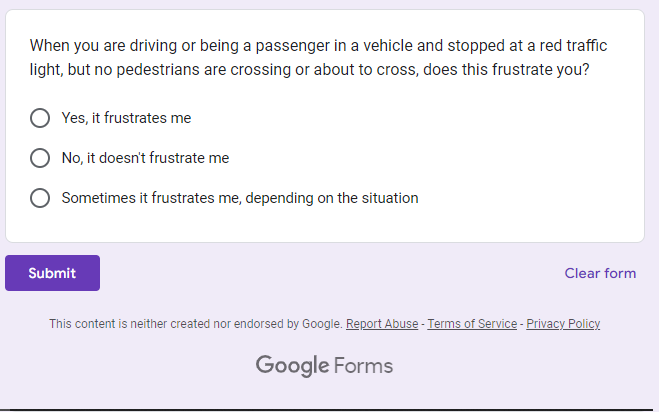 When you are driving or being a passenger in a vehicle and stopped at a red traffic
light, but no pedestrians are crossing or about to cross, does this frustrate you?
Yes, it frustrates me
No, it doesn't frustrate me
Sometimes it frustrates me, depending on the situation
Submit
Clear form
This content is neither created nor endorsed by Google. Report Abuse - Terms of Service - Privacy Policy
Google Forms